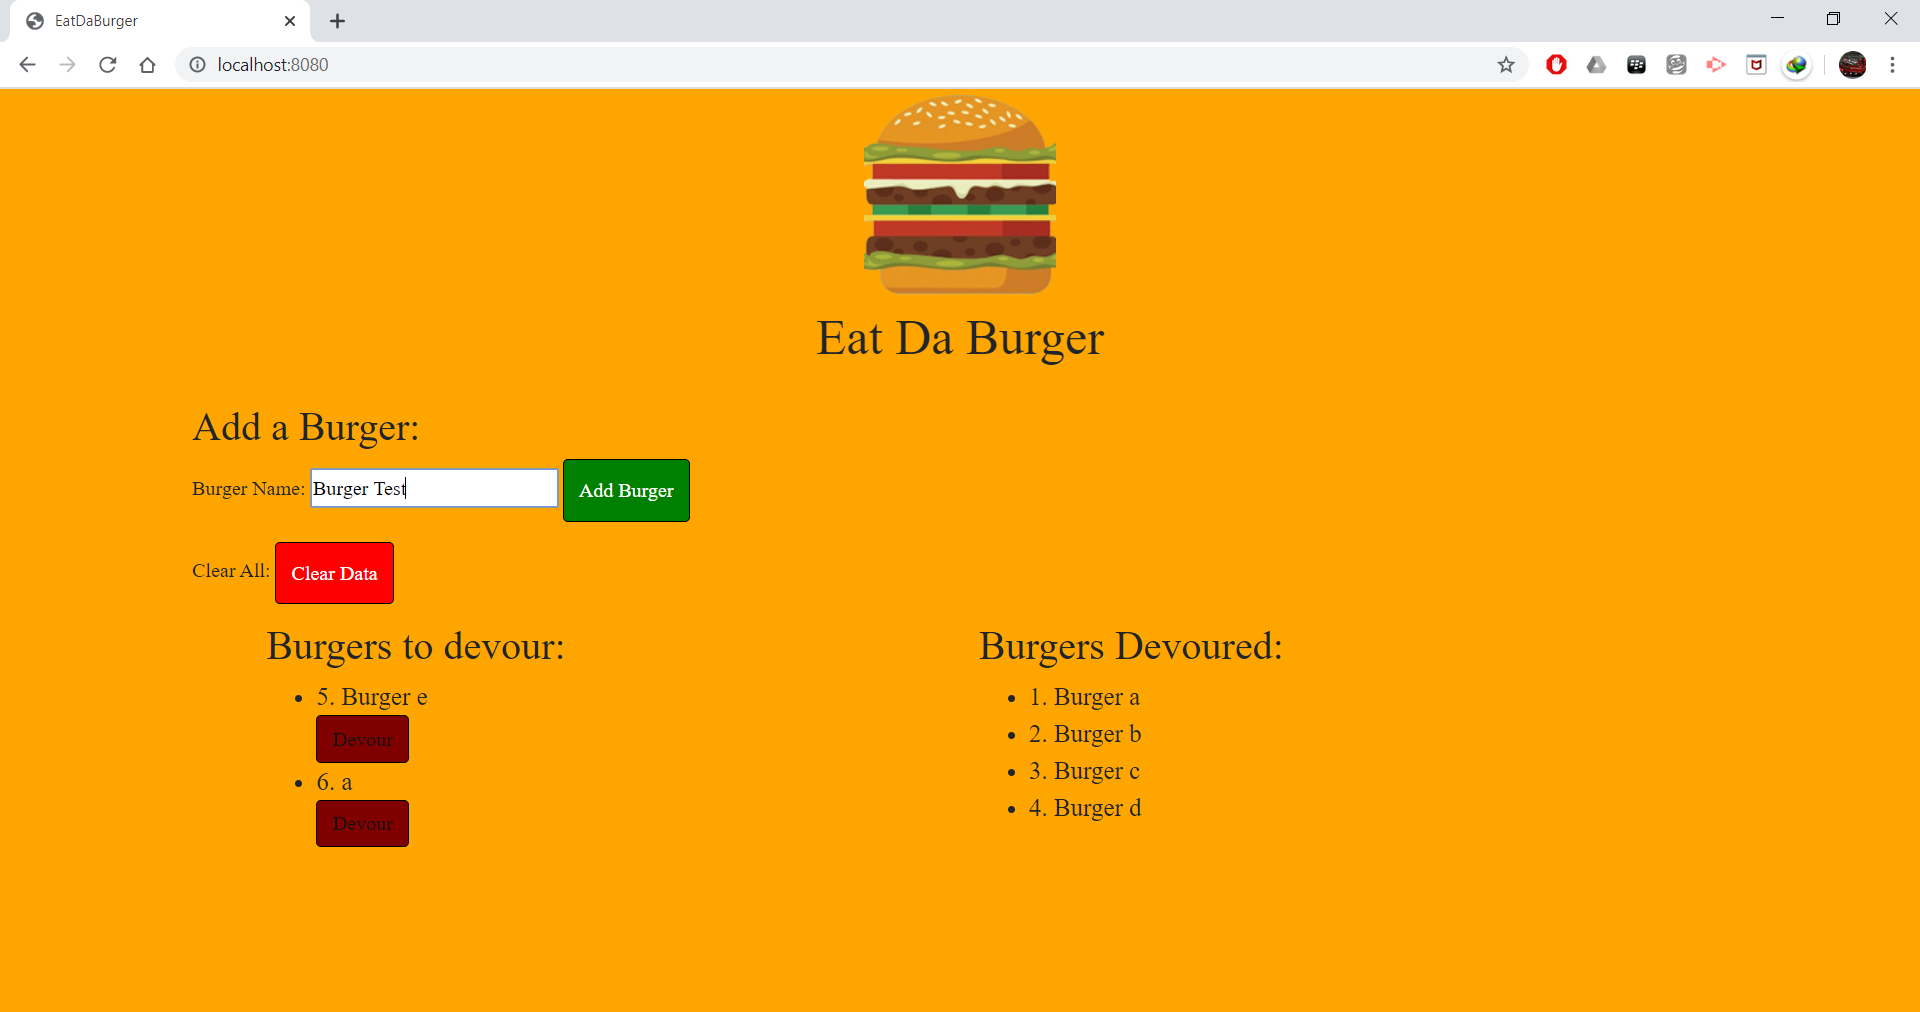 EatDaBurger
localhost:8080
Eat Da Burger
Add a Burger:
Burger Name: Burger Test Add Burger
Clear All: Clear Data
Burgers to devour:
• 5. Burger e
Devour
• 6. a
Devour
Burgers Devoured:
• 1. Burger a
• 2. Burger b
• 3. Burger c
• 4. Burger d